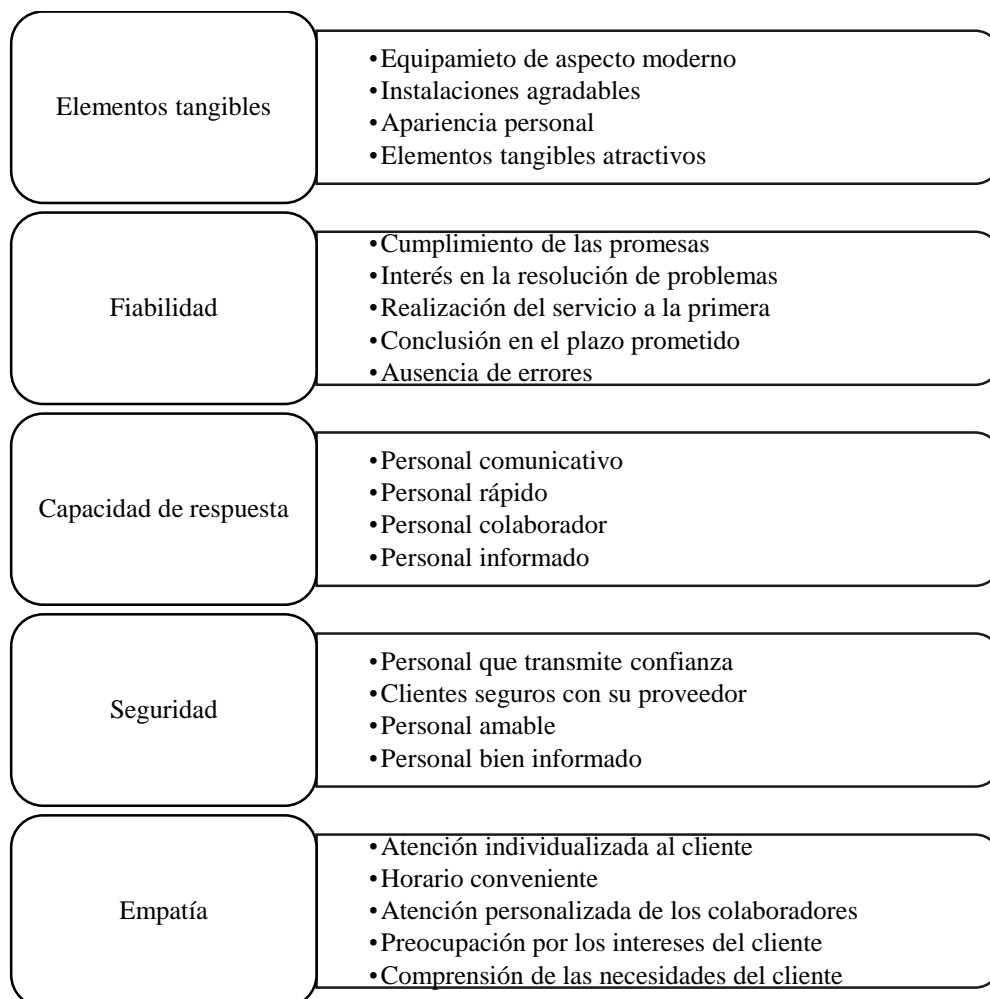 Elementos tangibles
•Equipamieto de aspecto moderno
•Instalaciones agradables
•Apariencia personal
•Elementos tangibles atractivos
Fiabilidad
•Cumplimiento de las promesas
•Interés en la resolución de problemas
•Realización del servicio a la primera
•Conclusión en el plazo prometido
•Ausencia de errores
Capacidad de respuesta
•Personal comunicativo
•Personal rápido
•Personal colaborador
•Personal informado
Seguridad
•Personal que transmite confianza
•Clientes seguros con su proveedor
•Personal amable
•Personal bien informado
Empatía
•Atención individualizada al cliente
•Horario conveniente
•Atención personalizada de los colaboradores
•Preocupación por los intereses del cliente
•Comprensión de las necesidades del cliente